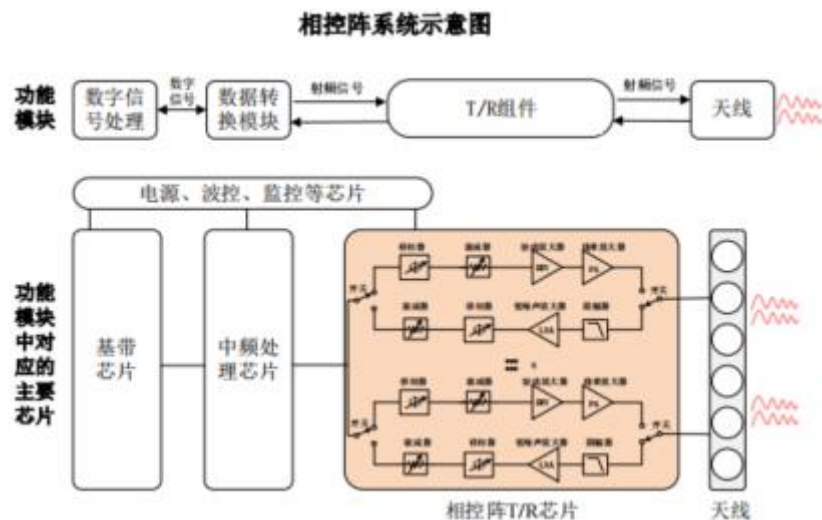 相控阵系统示意图
功能
模块
数字信
号处理
数字
信号
数据转
换模块
射频信号
T/R组件
射频信号
天线
电源、波控、监控等芯片
功能
模块
中对
应的
主要
芯片
基带
芯片
中频处
理芯片
开关
移相器
衰减器
驱动放大器
功率放大器
PA
开关
衰减器
移相器
低噪声放大器
LNA
限幅器
开关
移相器
衰减器
驱动放大器
功率放大器
PA
开关
衰减器
移相器
低噪声放大器
LNA
限幅器
相控阵T/R芯片
天线